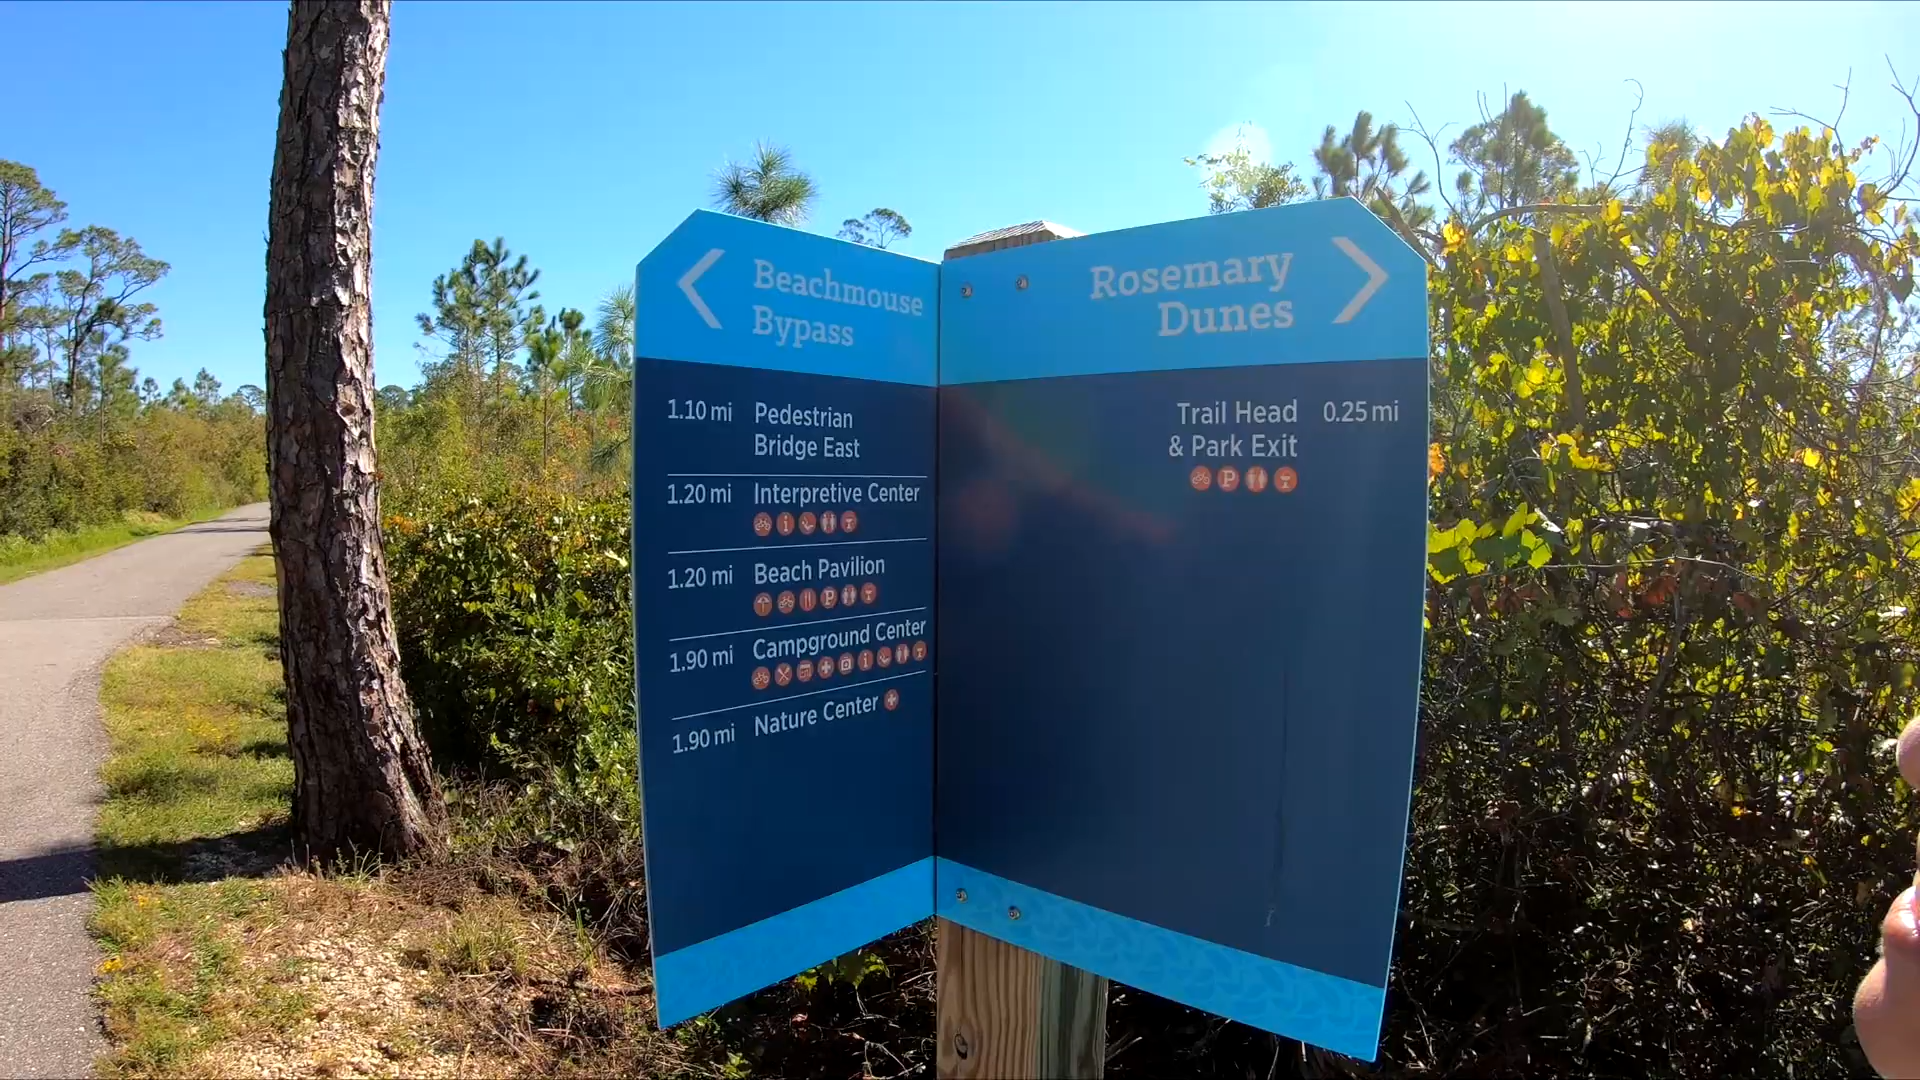 Beachmouse
Bypass
1.10 mi Pedestrian
Bridge East
1.20 mi Interpretive Center
1.20 mi Beach Pavilion
1.90 mi Campground Center
1.90 mi Nature Center
Rosemary
Dunes
Trail Head 0.25 mi
& Park Exit